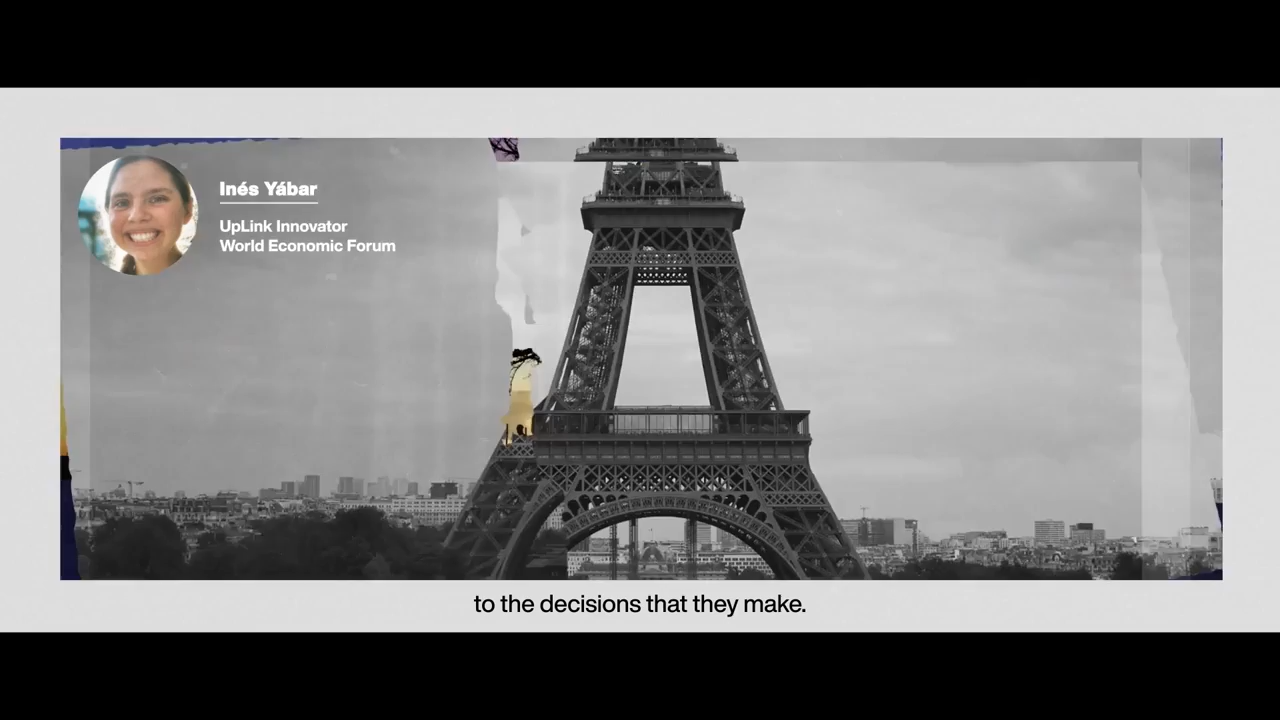 Inés Yábar
UpLink Innovator
World Economic Forum
to the decisions that they make.